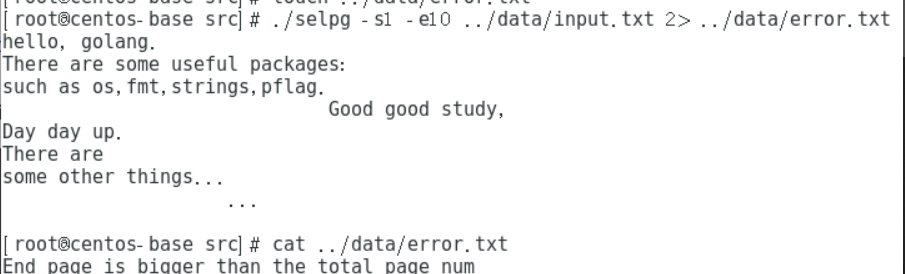 [root@centos-base src]# touch ../data/error.txt
[root@centos-base src]# ./selpg -s1 -e10 ../data/input.txt 2> ../data/error.txt
hello, golang.
There are some useful packages:
such as os,fmt,strings,pflag.
Good good study,
Day day up.
There are
some other things...
...
[root@centos-base src]# cat ../data/error.txt
End page is bigger than the total page num